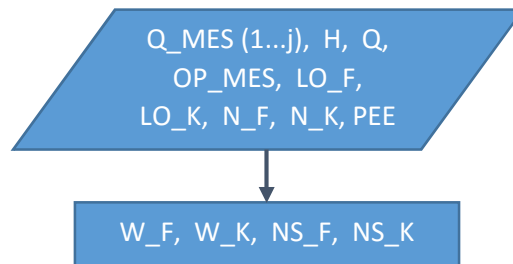 Q_MES (1...j), H, Q,
OP_MES, LO_F,
LO_K, N_F, N_K, PEE
W_F, W_K, NS_F, NS_K